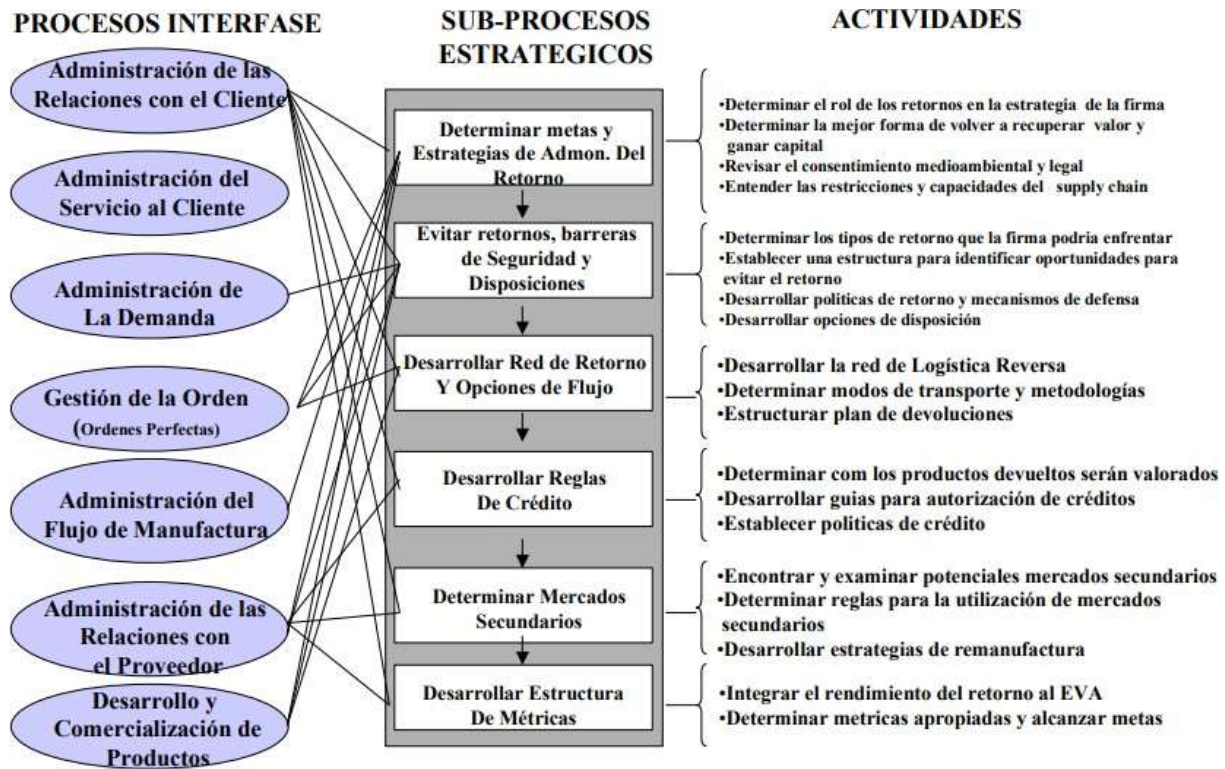 PROCESOS INTERFASE
Administración de las
Relaciones con el Cliente
Administración del
Servicio al Cliente
Administración de
La Demanda
Gestión de la Orden
(Ordenes Perfectas)
Administración del
Flujo de Manufactura
Administración de las
Relaciones con
el Proveedor
Desarrollo y
Comercialización de
Productos
SUB-PROCESOS
ESTRATEGICOS
Determinar metas y
Estrategias de Admon. Del
Retorno
Evitar retornos, barreras
de Seguridad y
Disposiciones
Desarrollar Red de Retorno
Y Opciones de Flujo
Desarrollar Reglas
De Crédito
Determinar Mercados
Secundarios
Desarrollar Estructura
De Métricas
ACTIVIDADES
•Determinar el rol de los retornos en la estrategia de la firma
•Determinar la mejor forma de volver a recuperar valor y
ganar capital
•Revisar el consentimiento medioambiental y legal
•Entender las restricciones y capacidades del supply chain
•Determinar los tipos de retorno que la firma podria enfrentar
•Establecer una estructura para identificar oportunidades para
evitar el retorno
•Desarrollar politicas de retorno y mecanismos de defensa
•Desarrollar opciones de disposición
•Desarrollar la red de Logística Reversa
•Determinar modos de transporte y metodologías
•Estructurar plan de devoluciones
•Determinar com los productos devueltos serán valorados
•Desarrollar guias para autorización de créditos
•Establecer politicas de crédito
•Encontrar y examinar potenciales mercados secundarios
•Determinar reglas para la utilización de mercados
secundarios
•Desarrollar estrategias de remanufactura
•Integrar el rendimiento del retorno al EVA
•Determinar metricas apropiadas y alcanzar metas